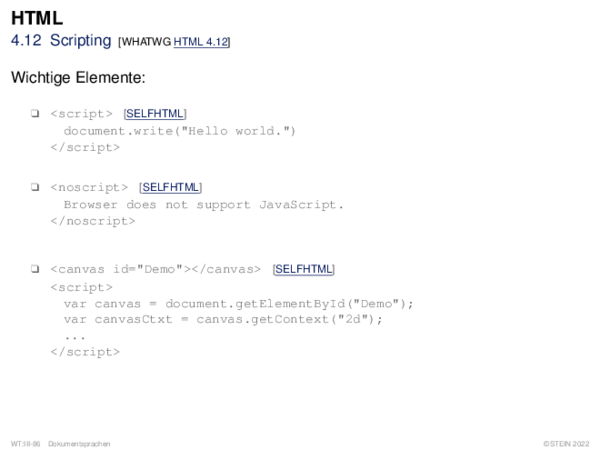 HTML
4.12 Scripting [WHATWG HTML 4.12]
Wichtige Elemente:
❑ <script> [SELFHTML]
document.write("Hello world.")
</script>
❑ <noscript> [SELFHTML]
Browser does not support JavaScript.
</noscript>
❑ <canvas id="Demo"></canvas> [SELFHTML]
<script>
var canvas = document.getElementById("Demo");
var canvasCtxt = canvas.getContext("2d");
...
</script>
WT:III-86 Dokumentsprachen ©STEIN 2022